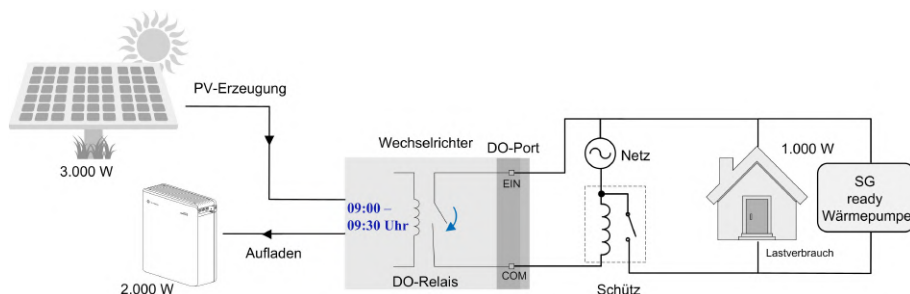 PV-Erzeugung
3.000 W
Wechselrichter
DO-Port
EIN
09:00 –
09:30 Uhr
Aufladen
2.000 W
DO-Relais
COM
Netz
Schütz
1.000 W
Lastverbrauch
SG
ready
Wärmepumpe